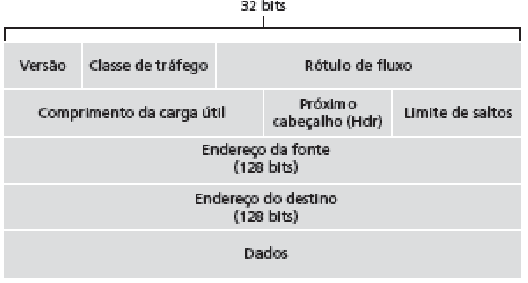 32 bits
Versão Classe de tráfego Rótulo de fluxo
Comprimento da carga útil Próximo cabeçalho (Hdr) Limite de saltos
Endereço da fonte
(128 bits)
Endereço do destino
(128 bits)
Dados